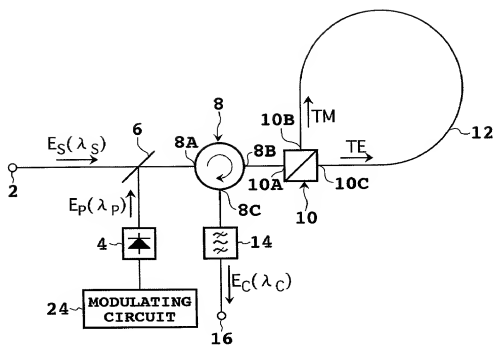 8
6
10B
TM
12
ES(λS)
8A
8B
TE
2
10A
10C
EP(λP)
8C
10
4
14
EC(λC)
24
MODULATING
CIRCUIT
16